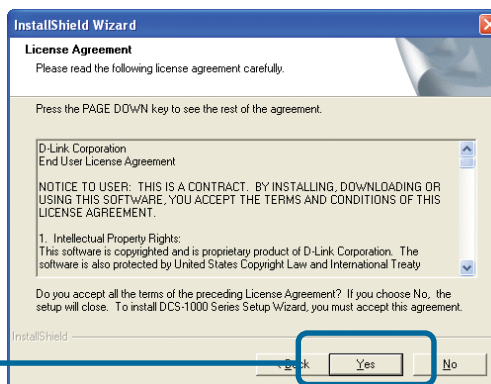 InstallShield Wizard
License Agreement
Please read the following license agreement carefully.
Press the PAGE DOWN key to see the rest of the agreement.
D-Link Corporation
End User License Agreement
NOTICE TO USER: THIS IS A CONTRACT. BY INSTALLING, DOWNLOADING OR
USING THIS SOFTWARE, YOU ACCEPT THE TERMS AND CONDITIONS OF THIS
LICENSE AGREEMENT.
1. Intellectual Property Rights:
This software is copyrighted and is proprietary product of D-Link Corporation. The
software is also protected by United States Copyright Law and International Treaty
Do you accept all the terms of the preceding License Agreement? If you choose No, the
setup will close. To install DCS-1000 Series Setup Wizard, you must accept this agreement.
InstallShield
< Back Yes No